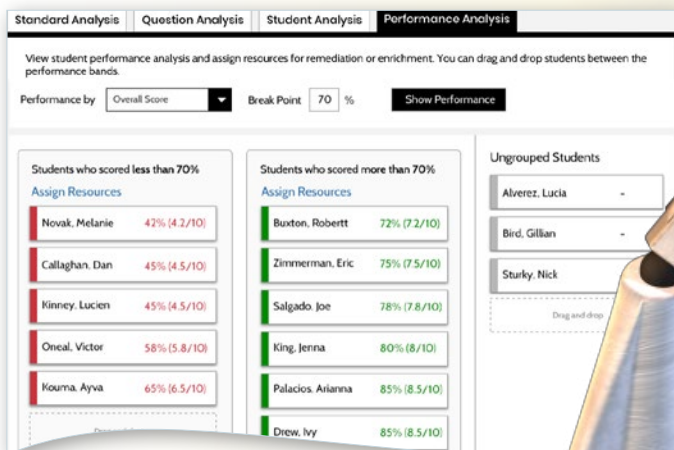 Standard Analysis Question Analysis Student Analysis Performance Analysis
View student performance analysis and assign resources for remediation or enrichment. You can drag and drop students between the
performance bands.
Performance by Overall Score Break Point 70 % Show Performance
Students who scored less than 70%
Assign Resources
Novak, Melanie 42% (4.2/10)
Callaghan, Dan 45% (4.5/10)
Kinney, Lucien 45% (4.5/10)
Oneal, Victor 58% (5.8/10)
Kouma, Ayva 65% (6.5/10)
Students who scored more than 70%
Assign Resources
Buxton, Robertt 72% (7.2/10)
Zimmerman, Eric 75% (7.5/10)
Salgado, Joe 78% (7.8/10)
King, Jenna 80% (8/10)
Palacios, Arianna 85% (8.5/10)
Drew, Ivy 85% (8.5/10)
Ungrouped Students
Alverez, Lucia -
Bird, Gillian -
Sturky, Nick
Drag and drop